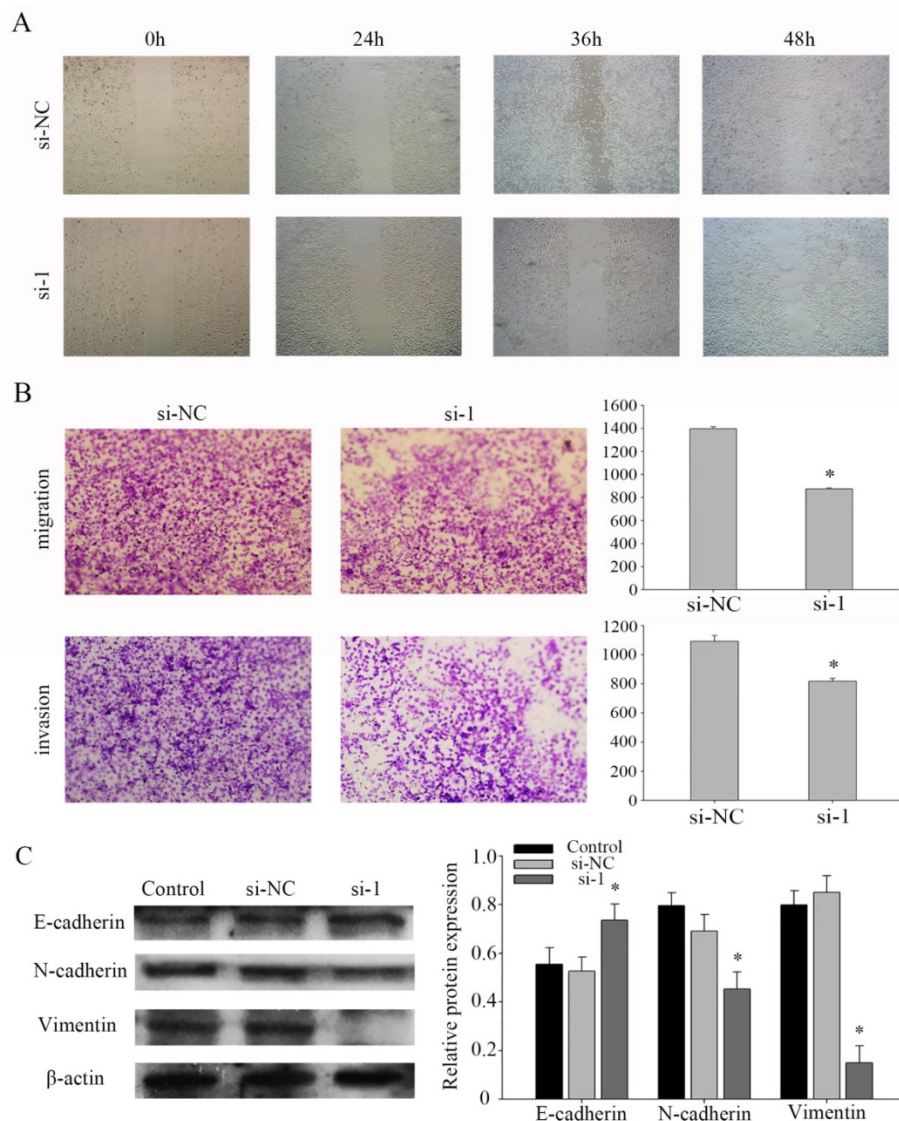 A
0h 24h 36h 48h
si-NC
si-1
B
si-NC si-1
migration
1600
1400
1200
1000
800
600
400
200
0
*
si-NC si-1
invasion
1200
1000
800
600
400
200
0
*
si-NC si-1
C
Control si-NC si-1
E-cadherin
N-cadherin
Vimentin
β-actin
Control
si-NC
si-1
Relative protein expression
1.0
0.8
0.6
0.4
0.2
0
*
*
*
E-cadherin N-cadherin Vimentin